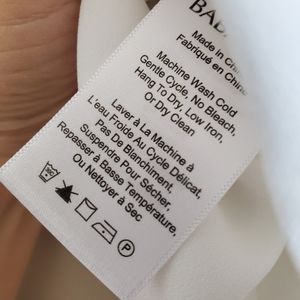 Made in
Fabriqué en
Machine Wash Cold
Gentle Cycle, No Bleach,
Hang To Dry, Low Iron,
Or Dry Clean
Laver à La Machine à
L'eau Froide Au Cycle Délicat,
Pas De Blanchiment.
Suspendre Pour Sécher,
Repasser à Basse Température,
Ou Nettoyer à Sec
P